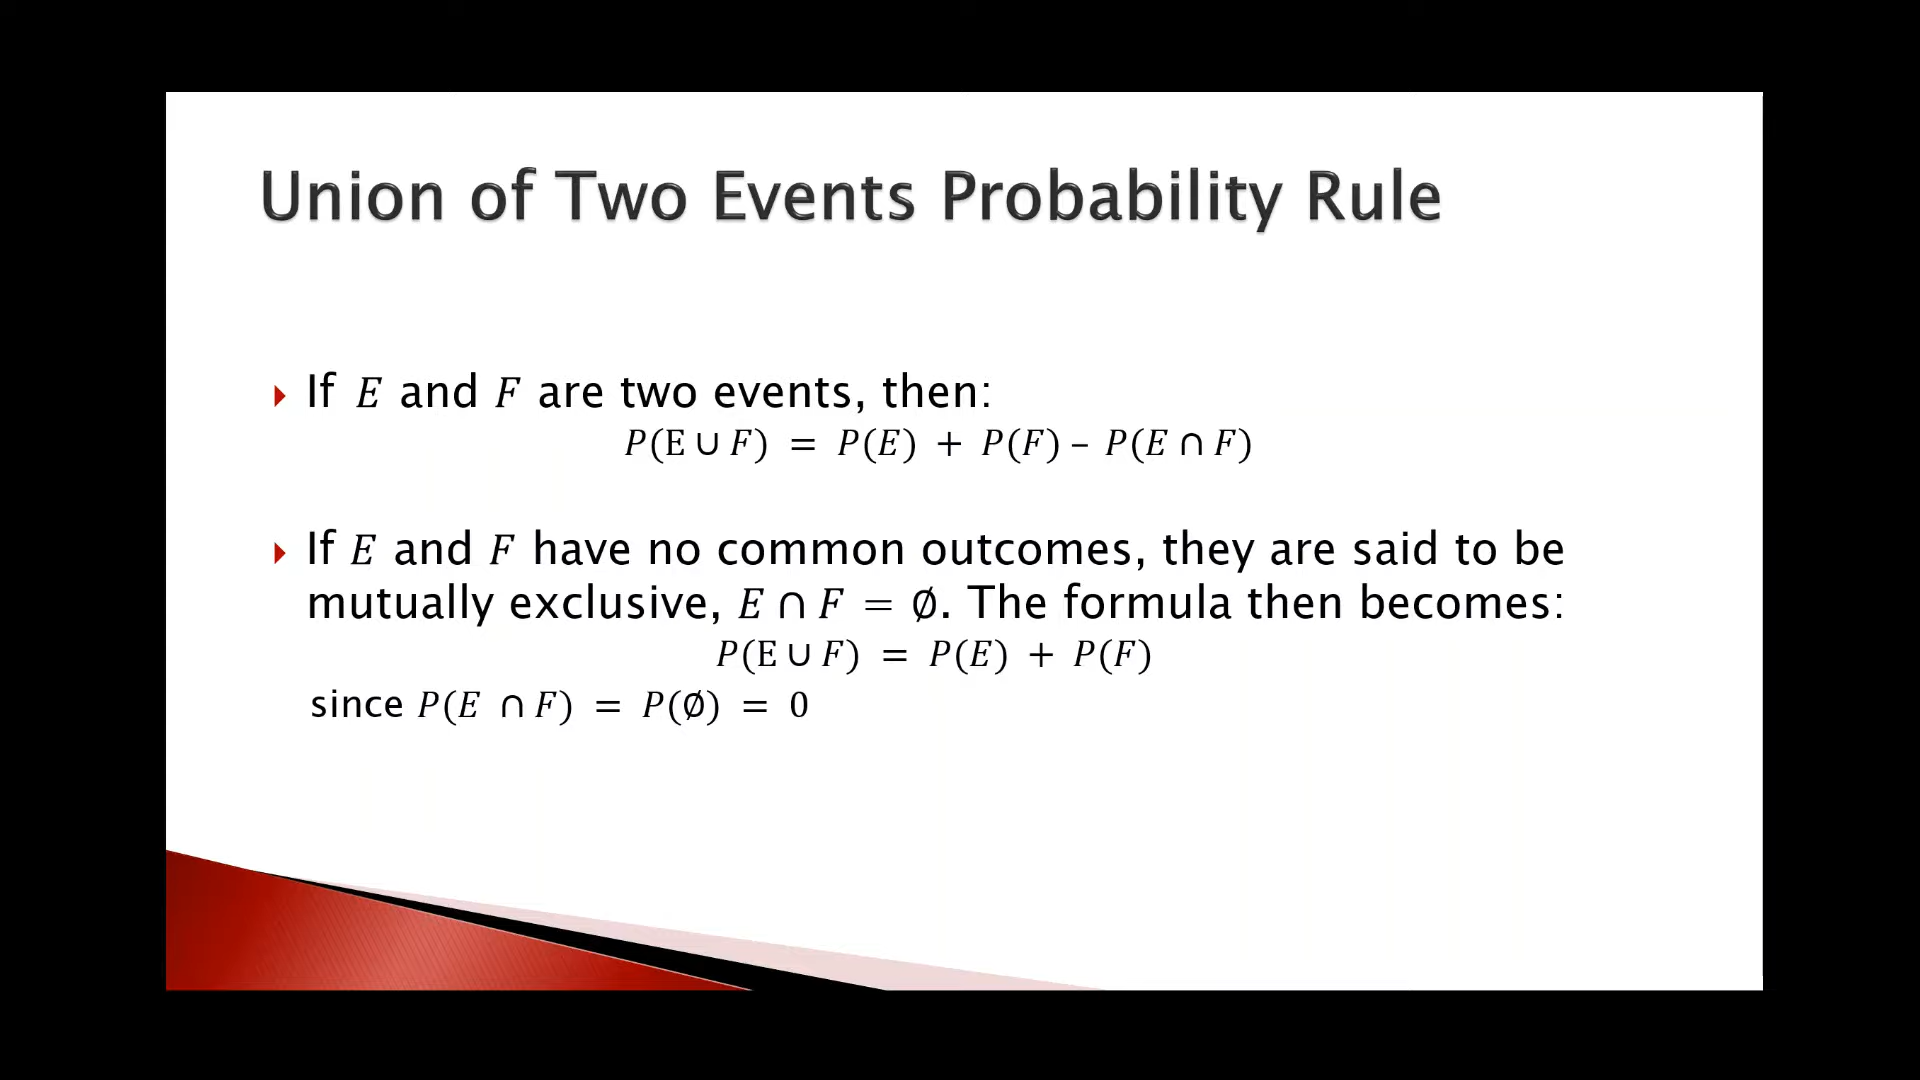 Union of Two Events Probability Rule
If E and F are two events, then:
P(E ∪ F) = P(E) + P(F) – P(E ∩ F)
If E and F have no common outcomes, they are said to be
mutually exclusive, E ∩ F = ∅. The formula then becomes:
P(E ∪ F) = P(E) + P(F)
since P(E ∩ F) = P(∅) = 0